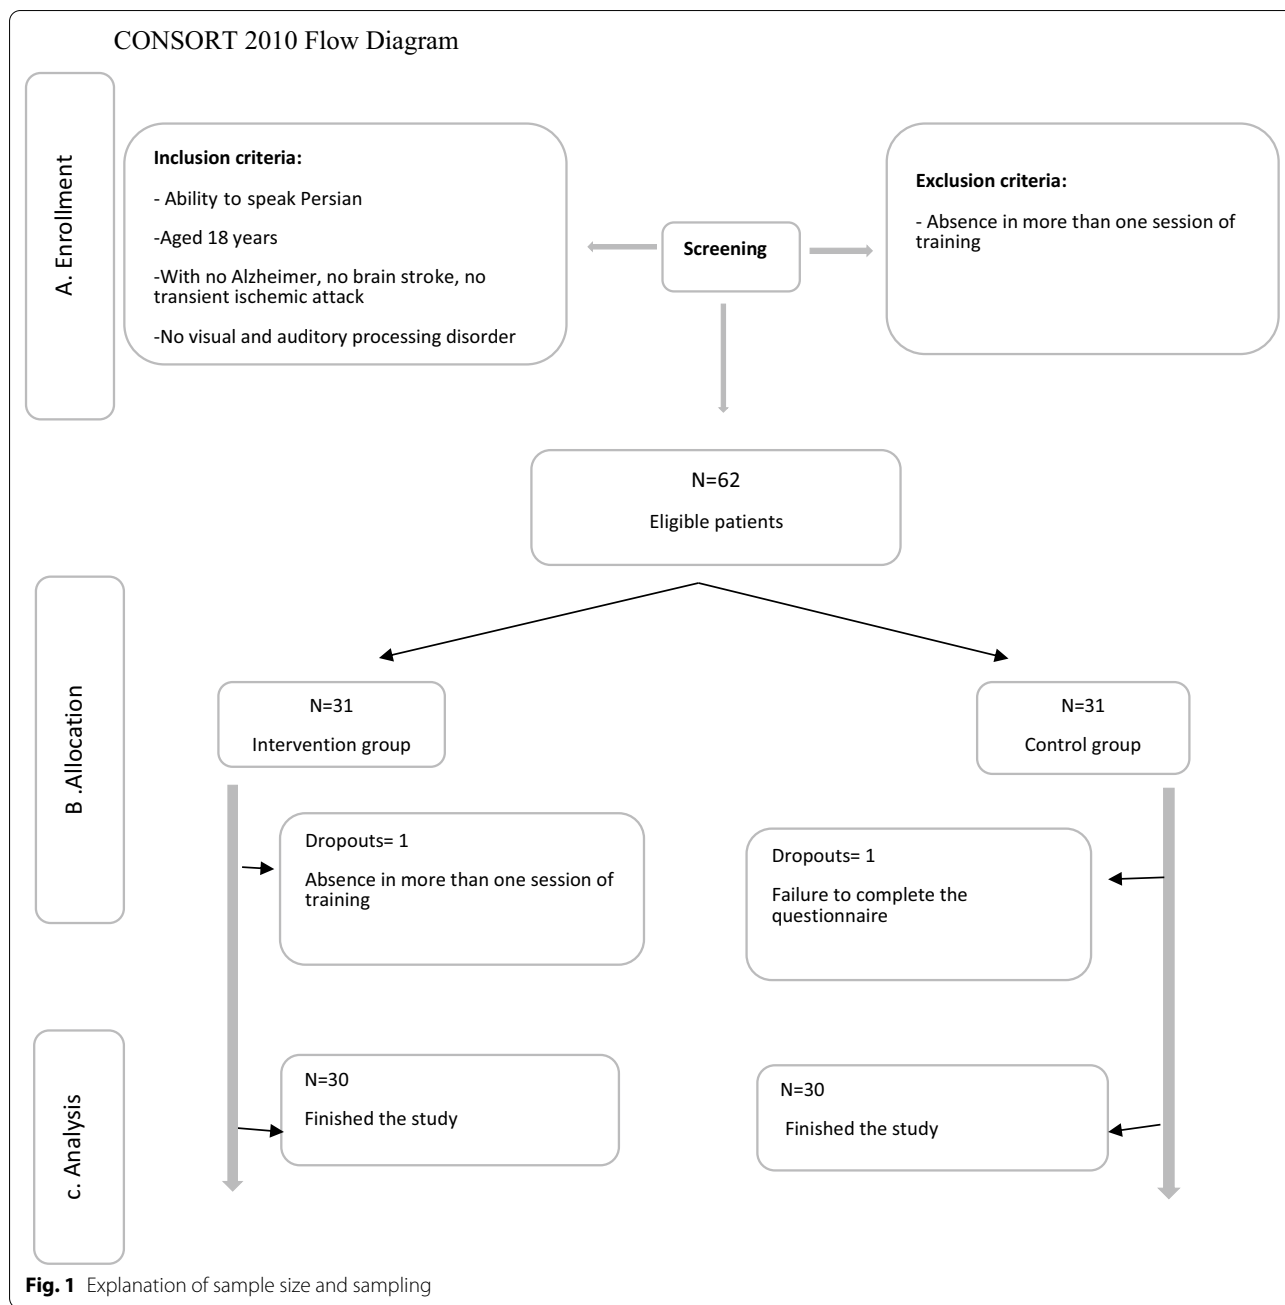 CONSORT 2010 Flow Diagram
A. Enrollment
Inclusion criteria:
- Ability to speak Persian
-Aged 18 years
-With no Alzheimer, no brain stroke, no
transient ischemic attack
-No visual and auditory processing disorder
Screening
Exclusion criteria:
- Absence in more than one session of
training
N=62
Eligible patients
B .Allocation
N=31
Intervention group
N=31
Control group
Dropouts= 1
Absence in more than one session of
training
Dropouts= 1
Failure to complete the
questionnaire
c. Analysis
N=30
Finished the study
N=30
Finished the study
Fig. 1 Explanation of sample size and sampling